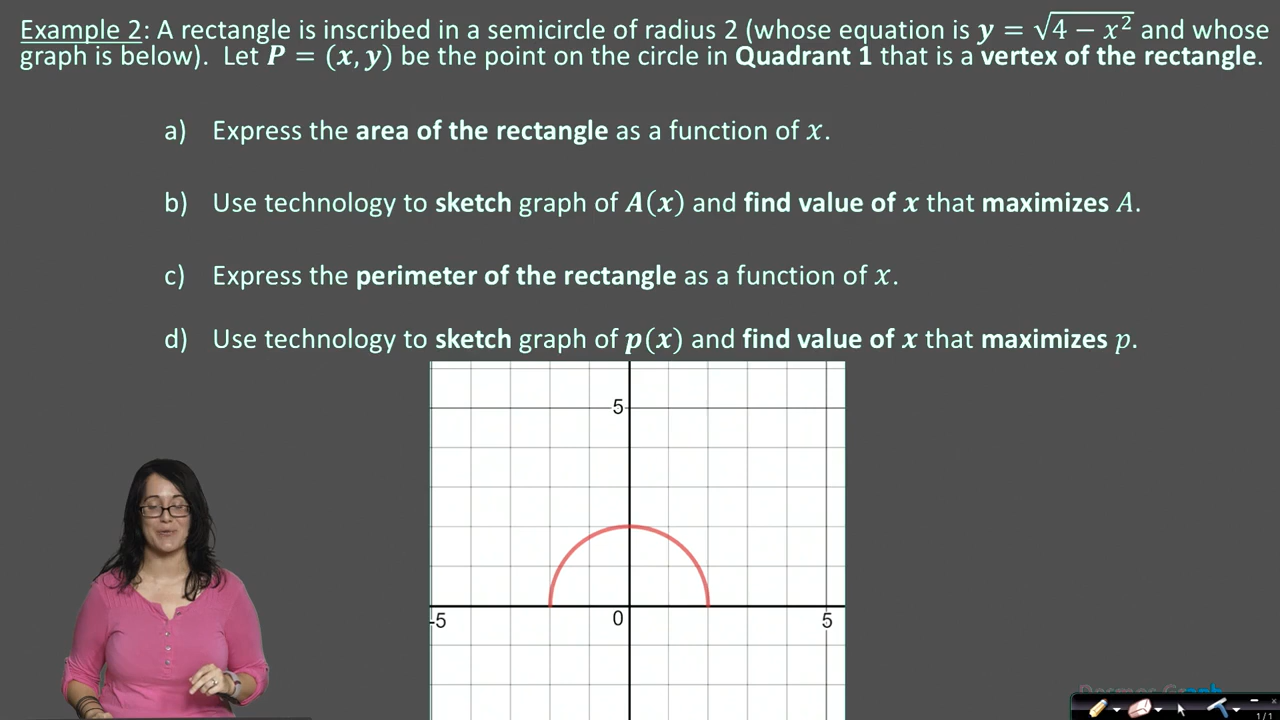 Example 2: A rectangle is inscribed in a semicircle of radius 2 (whose equation is y = √4 − x² and whose
graph is below). Let P = (x, y) be the point on the circle in Quadrant 1 that is a vertex of the rectangle.
a) Express the area of the rectangle as a function of x.
b) Use technology to sketch graph of A(x) and find value of x that maximizes A.
c) Express the perimeter of the rectangle as a function of x.
d) Use technology to sketch graph of p(x) and find value of x that maximizes p.
5
-5 0 5
Desmos Graph
1/1